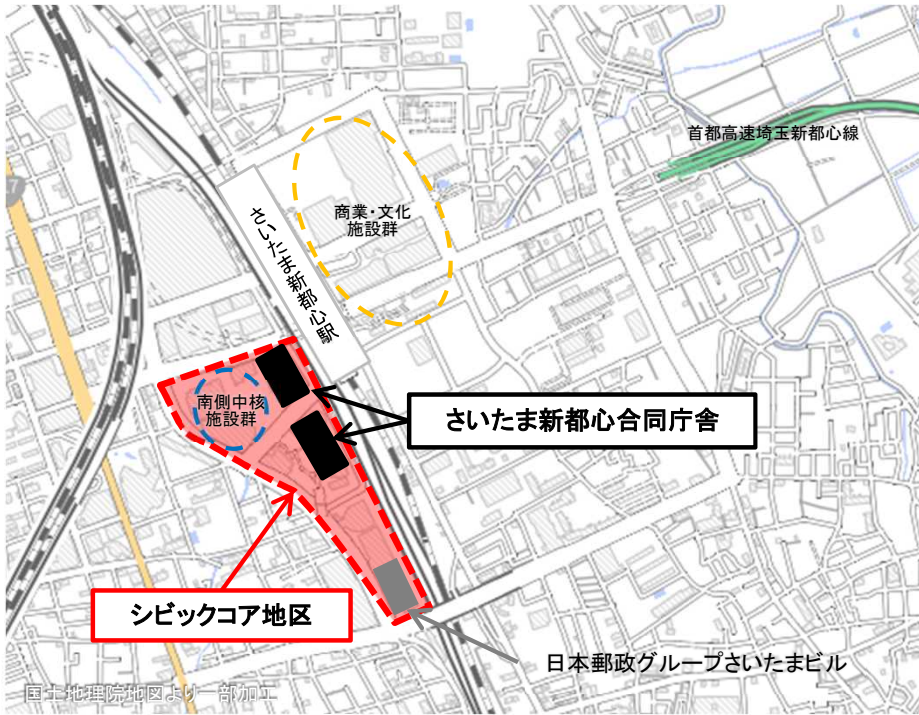 首都高速埼玉新都心線
商業・文化
施設群
さいたま新都心駅
南側中核
施設群
さいたま新都心合同庁舎
シビックコア地区
日本郵政グループさいたまビル
国土地理院地図より一部加工